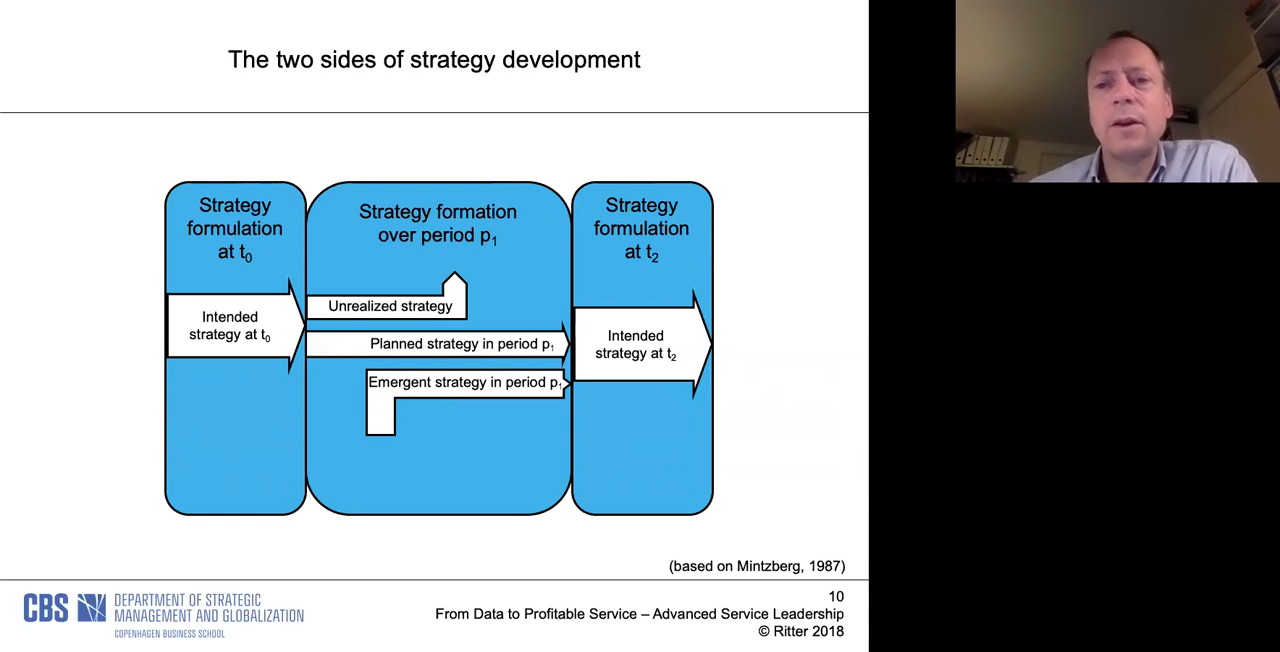 The two sides of strategy development
Strategy
formulation
at t₀
Strategy formation
over period p₁
Strategy
formulation
at t₂
Intended
strategy at t₀
Unrealized strategy
Planned strategy in period p₁
Emergent strategy in period p₁
Intended
strategy at t₂
(based on Mintzberg, 1987)
CBS
DEPARTMENT OF STRATEGIC
MANAGEMENT AND GLOBALIZATION
COPENHAGEN BUSINESS SCHOOL
10
From Data to Profitable Service – Advanced Service Leadership
© Ritter 2018